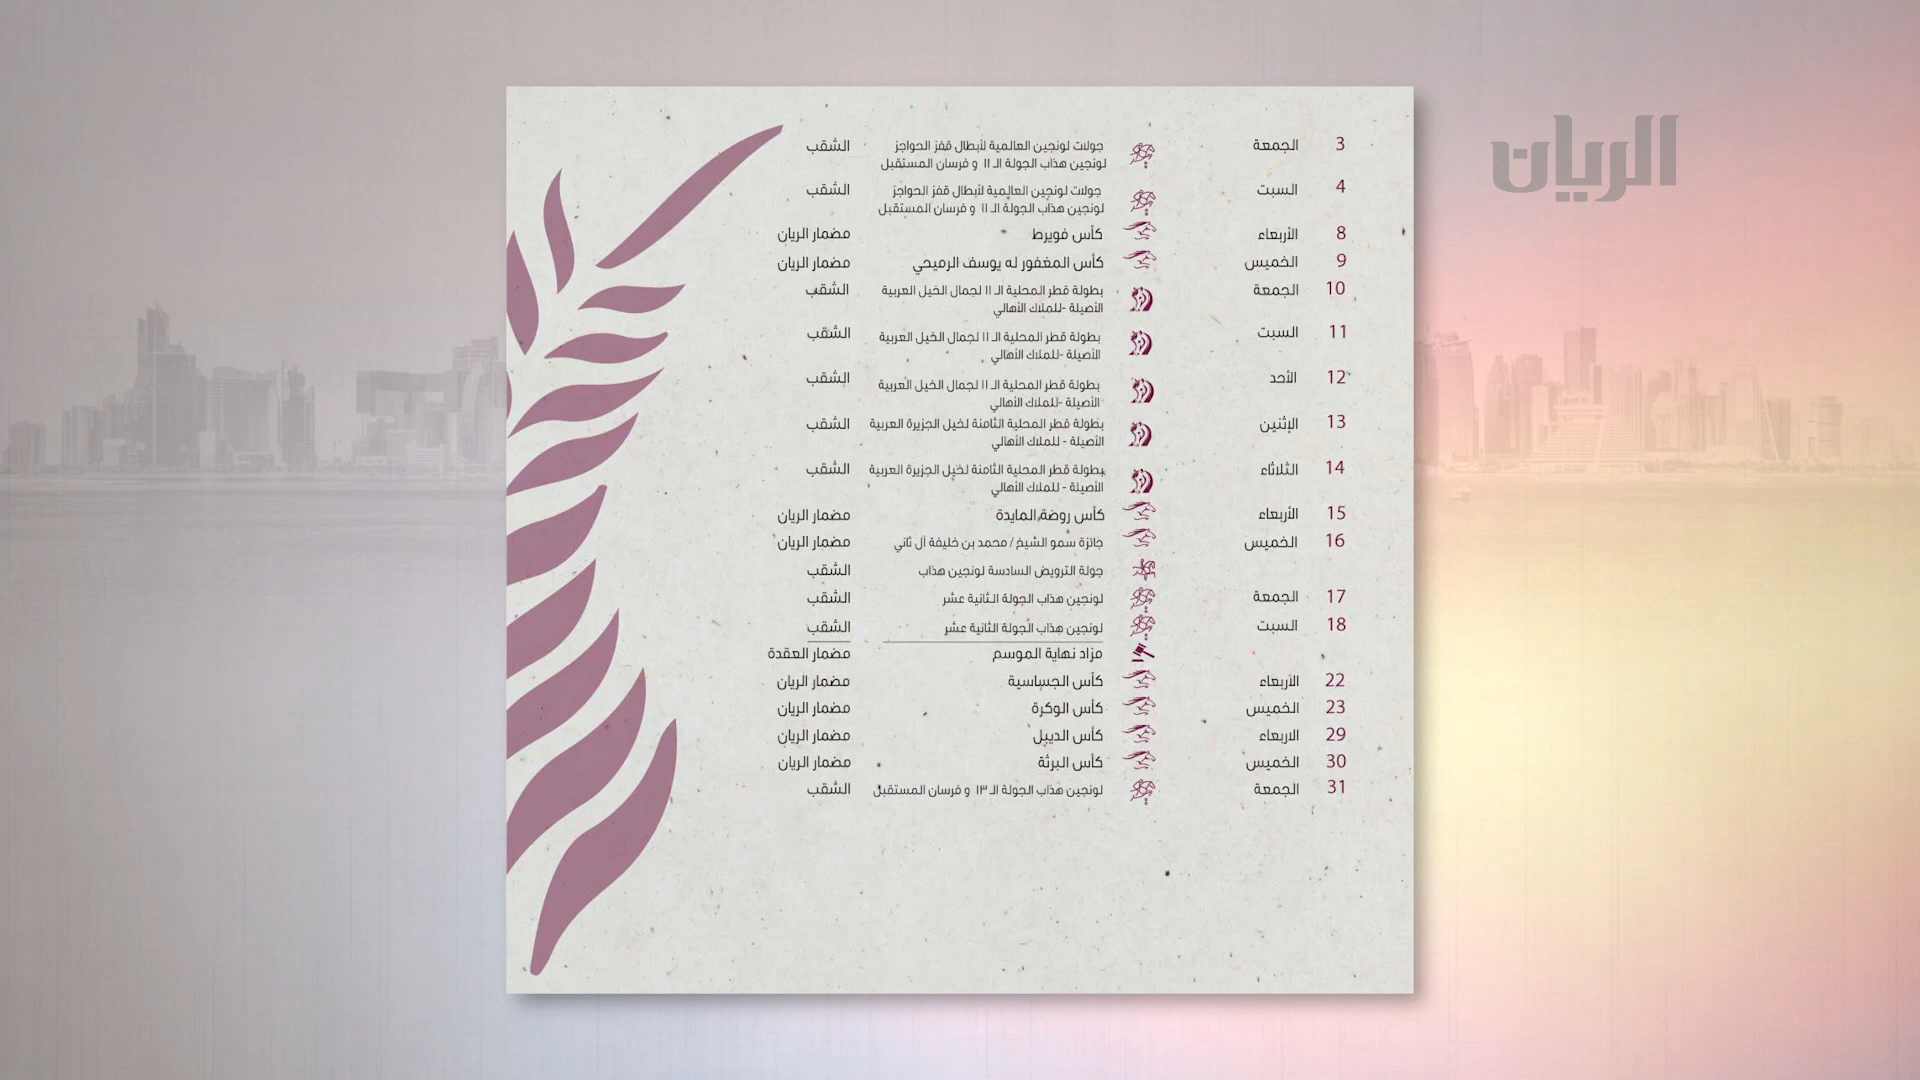 الريان
3 الجمعة جولات لونجين العالمية لأبطال قفز الحواجز الشقب
لونجين هذاب الجولة الـ ١١ و فرسان المستقبل
4 السبت جولات لونجين العالمية لأبطال قفز الحواجز الشقب
لونجين هذاب الجولة الـ ١١ و فرسان المستقبل
8 الأربعاء كأس فويرط مضمار الريان
9 الخميس كأس المغفور له يوسف الرميحي مضمار الريان
10 الجمعة بطولة قطر المحلية الـ ١١ لجمال الخيل العربية الشقب
الأصيلة -للملاك الأهالي
11 السبت بطولة قطر المحلية الـ ١١ لجمال الخيل العربية الشقب
الأصيلة -للملاك الأهالي
12 الأحد بطولة قطر المحلية الـ ١١ لجمال الخيل العربية الشقب
الأصيلة -للملاك الأهالي
13 الإثنين بطولة قطر المحلية الثامنة لخيل الجزيرة العربية الشقب
الأصيلة - للملاك الأهالي
14 الثلاثاء بطولة قطر المحلية الثامنة لخيل الجزيرة العربية الشقب
الأصيلة - للملاك الأهالي
15 الأربعاء كأس روضة المايدة مضمار الريان
16 الخميس جائزة سمو الشيخ / محمد بن خليفة آل ثاني مضمار الريان
جولة الترويض السادسة لونجين هذاب الشقب
17 الجمعة لونجين هذاب الجولة الثانية عشر الشقب
18 السبت لونجين هذاب الجولة الثانية عشر الشقب
مزاد نهاية الموسم مضمار العقدة
22 الأربعاء كأس الجساسية مضمار الريان
23 الخميس كأس الوكرة مضمار الريان
29 الاربعاء كأس الديبل مضمار الريان
30 الخميس كأس البرثة مضمار الريان
31 الجمعة لونجين هذاب الجولة الـ ١٣ و فرسان المستقبل الشقب